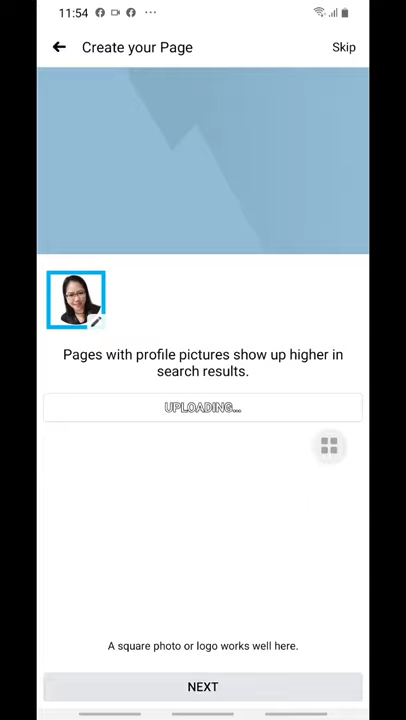 11:54
Create your Page
Skip
Pages with profile pictures show up higher in
search results.
UPLOADING...
A square photo or logo works well here.
NEXT